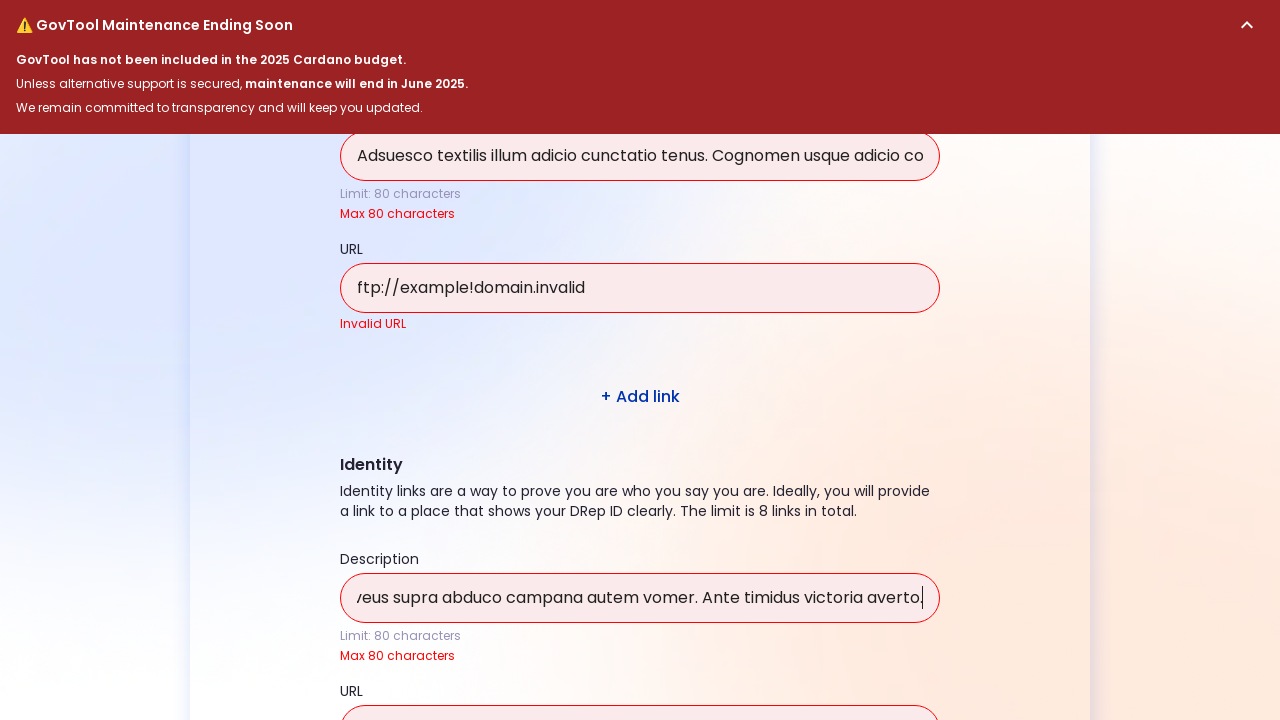 ⚠️ GovTool Maintenance Ending Soon
GovTool has not been included in the 2025 Cardano budget.
Unless alternative support is secured, maintenance will end in June 2025.
We remain committed to transparency and will keep you updated.
Adsuesco textilis illum adicio cunctatio tenus. Cognomen usque adicio co
Limit: 80 characters
Max 80 characters
URL
ftp://example!domain.invalid
Invalid URL
+ Add link
Identity
Identity links are a way to prove you are who you say you are. Ideally, you will provide
a link to a place that shows your DRep ID clearly. The limit is 8 links in total.
Description
veus supra abduco campana autem vomer. Ante timidus victoria averto.
Limit: 80 characters
Max 80 characters
URL